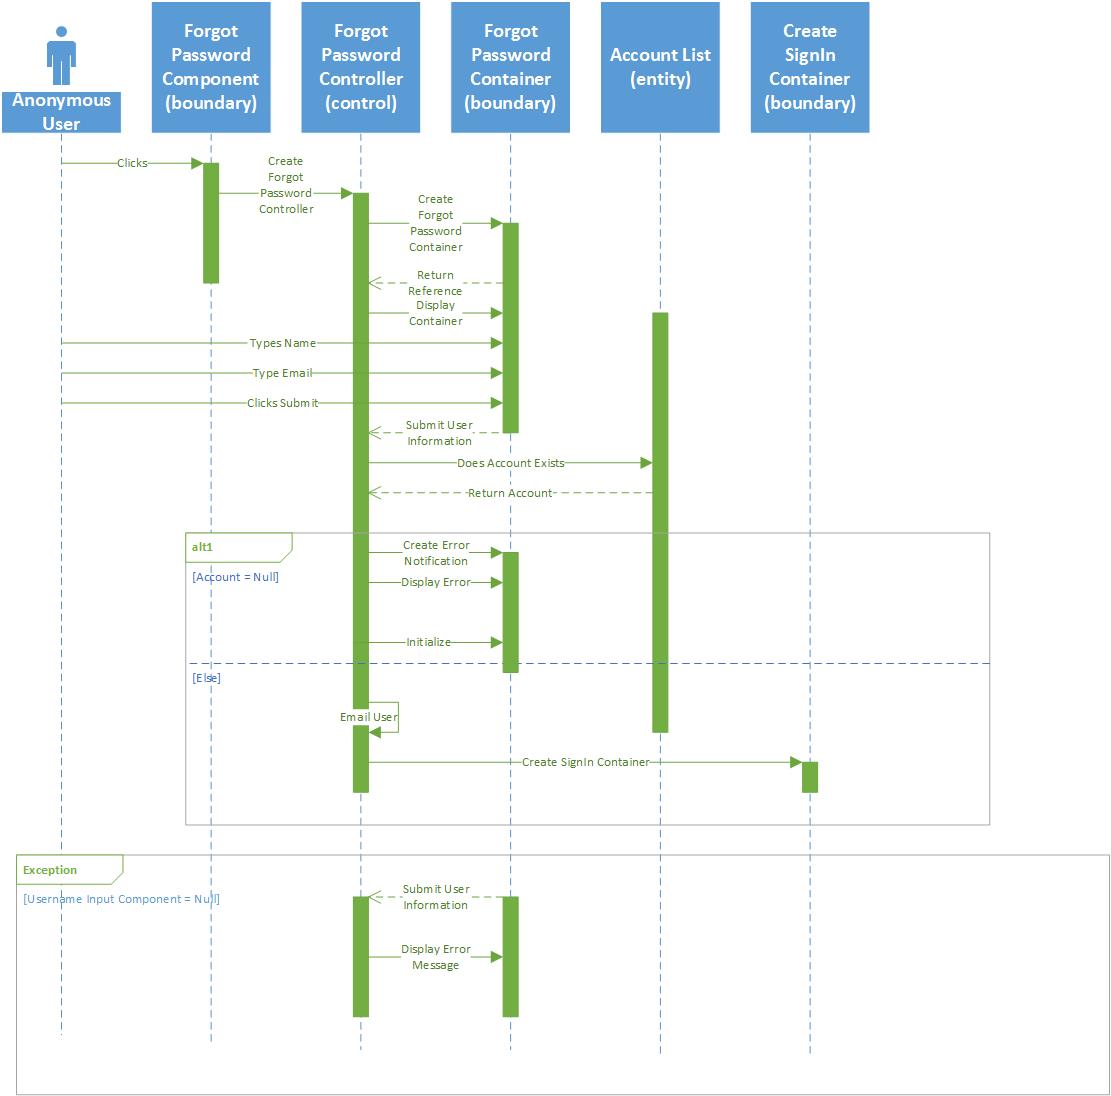 Anonymous
User
Forgot
Password
Component
(boundary)
Forgot
Password
Controller
(control)
Forgot
Password
Container
(boundary)
Account List
(entity)
Create
SignIn
Container
(boundary)
Clicks
Create
Forgot
Password
Controller
Create
Forgot
Password
Container
Return
Reference
Display
Container
Types Name
Type Email
Clicks Submit
Submit User
Information
Does Account Exists
Return Account
alt1
[Account = Null]
Create Error
Notification
Display Error
Initialize
[Else]
Email User
Create SignIn Container
Exception
[Username Input Component = Null]
Submit User
Information
Display Error
Message